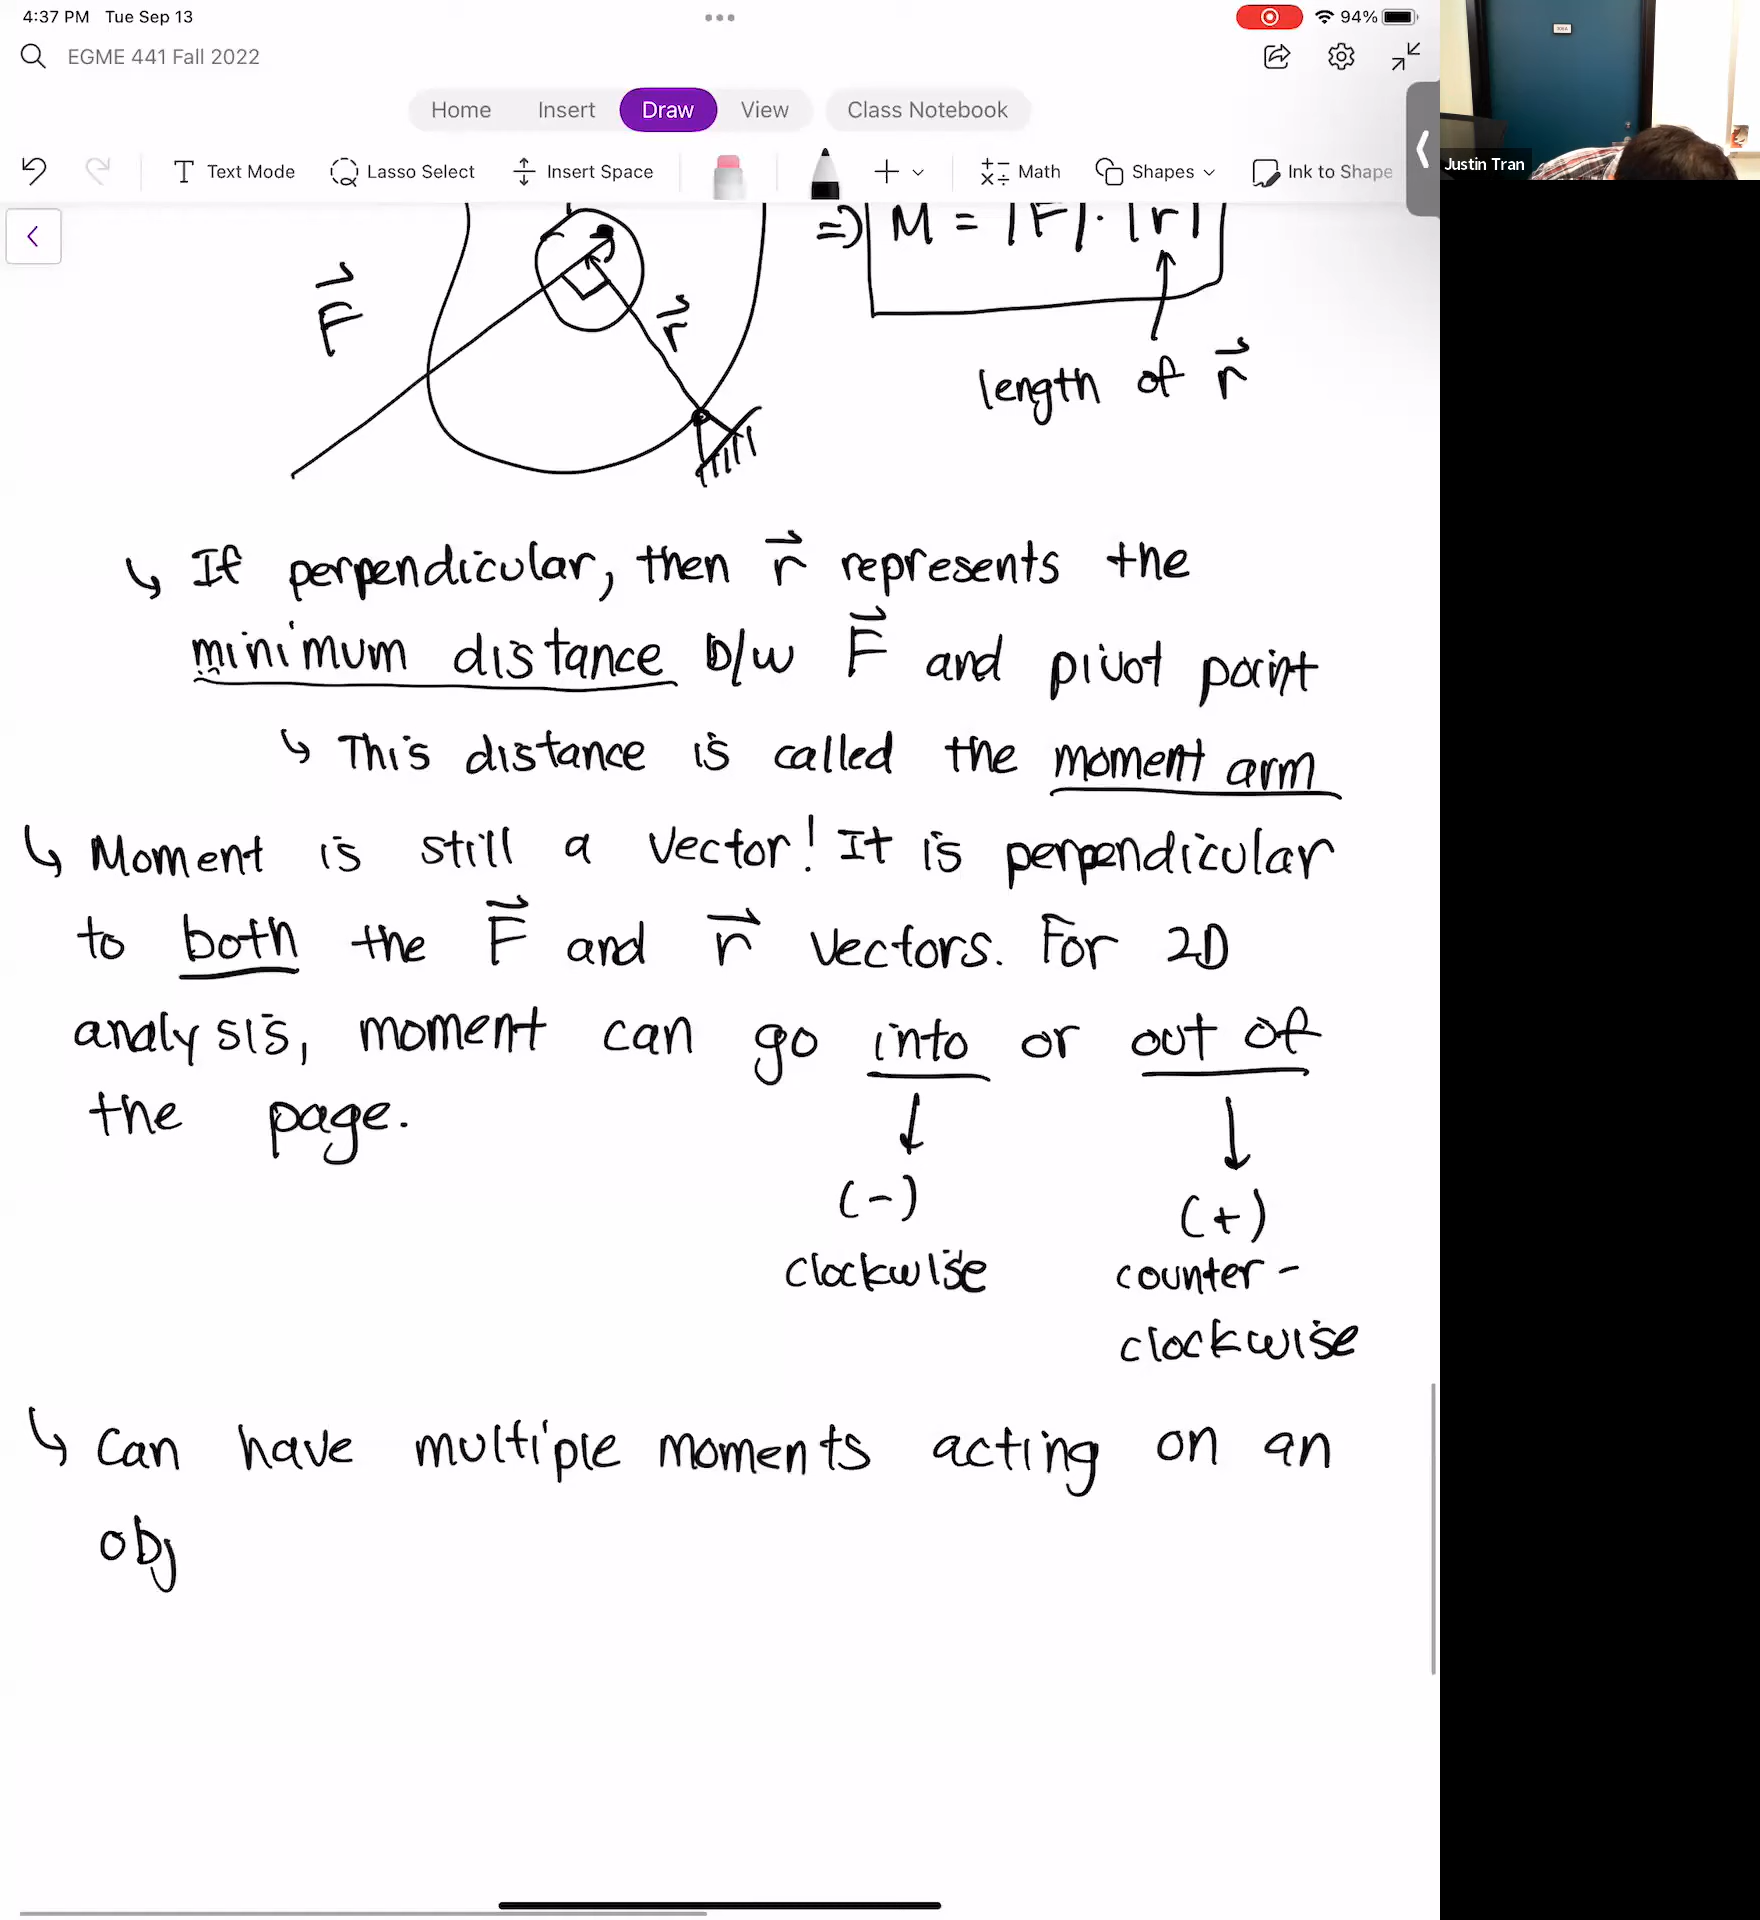 4:37 PM Tue Sep 13
94%
EGME 441 Fall 2022
Home Insert Draw View Class Notebook
Text Mode Lasso Select Insert Space Math Shapes Ink to Shape
Justin Tran
=> M = |F| · |r|
F
r
length of r
If perpendicular, then r represents the
minimum distance b/w F and pivot point
This distance is called the moment arm
Moment is still a vector! It is perpendicular
to both the F and r vectors. For 2D
analysis, moment can go into or out of
the page.
(-) (+)
clockwise counter-
clockwise
Can have multiple moments acting on an
obj